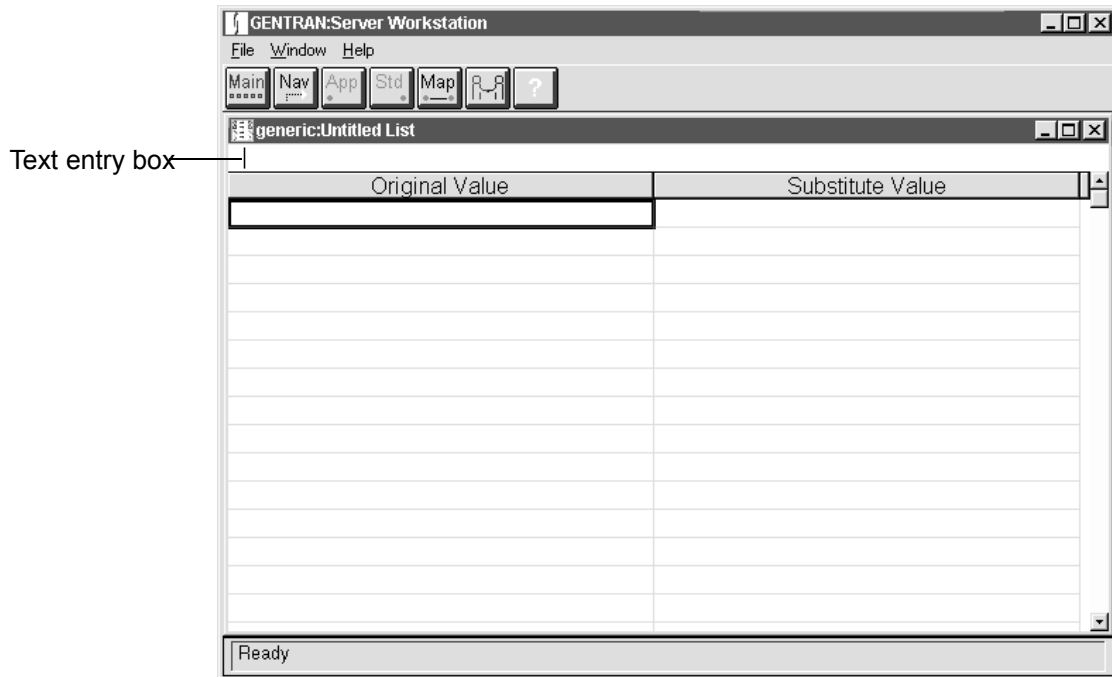 GENTRAN:Server Workstation
File Window Help
Main Nav App Std Map ?
generic:Untitled List
Text entry box
Original Value Substitute Value
Ready